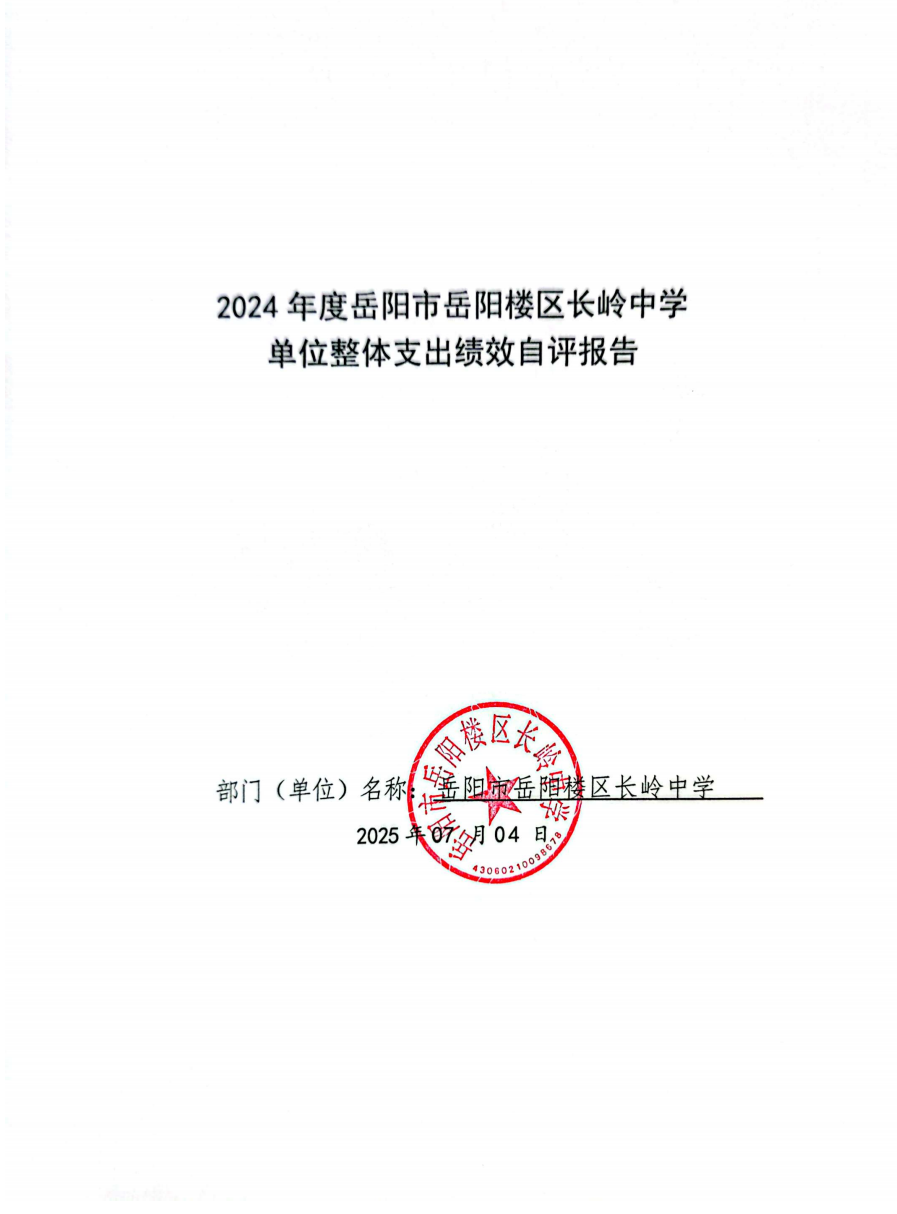 2024 年度岳阳市岳阳楼区长岭中学
单位整体支出绩效自评报告
部门（单位）名称：岳阳市岳阳楼区长岭中学
2025 年 07 月 04 日
岳阳市岳阳楼区长岭中学
43060210098678